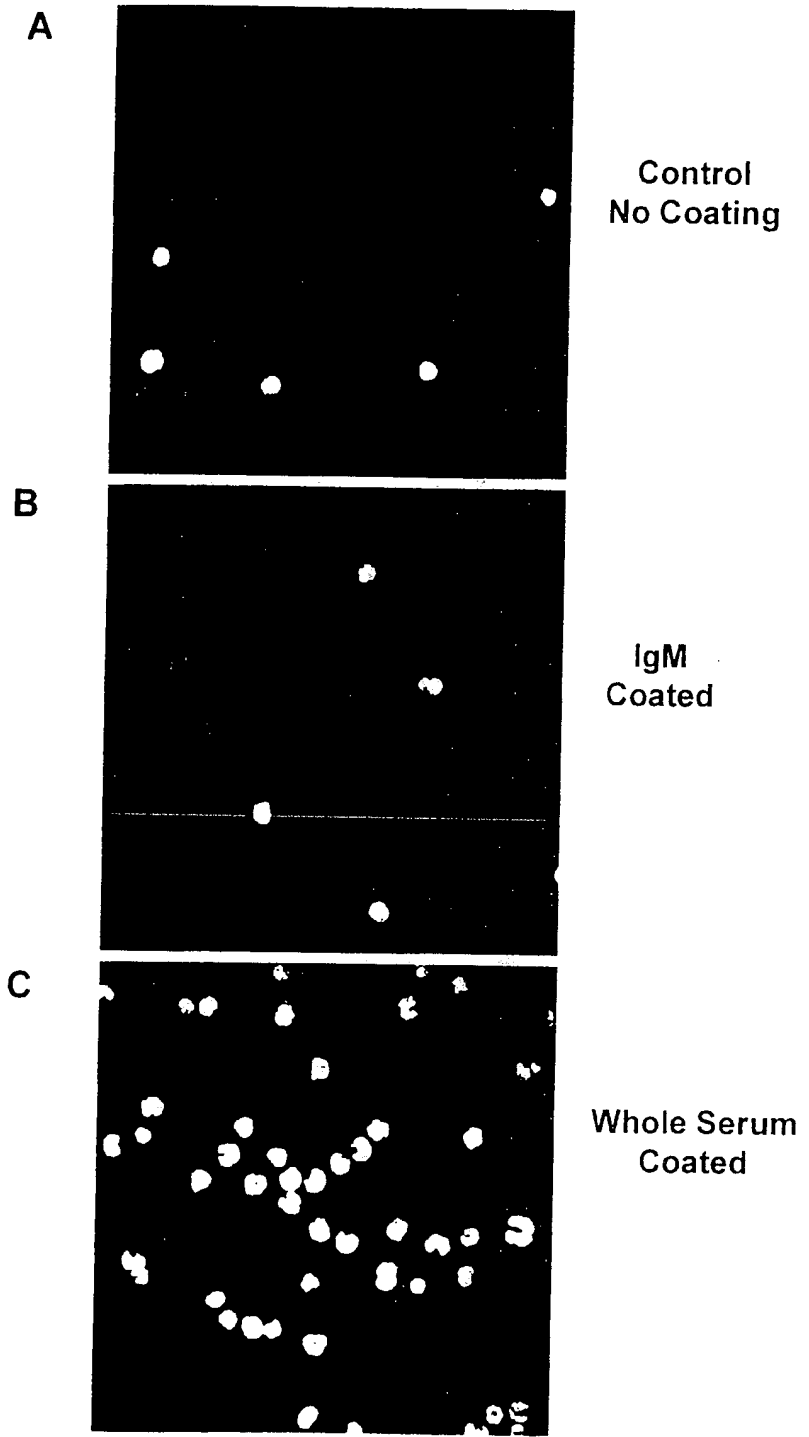 A
Control
No Coating
B
IgM
Coated
C
Whole Serum
Coated